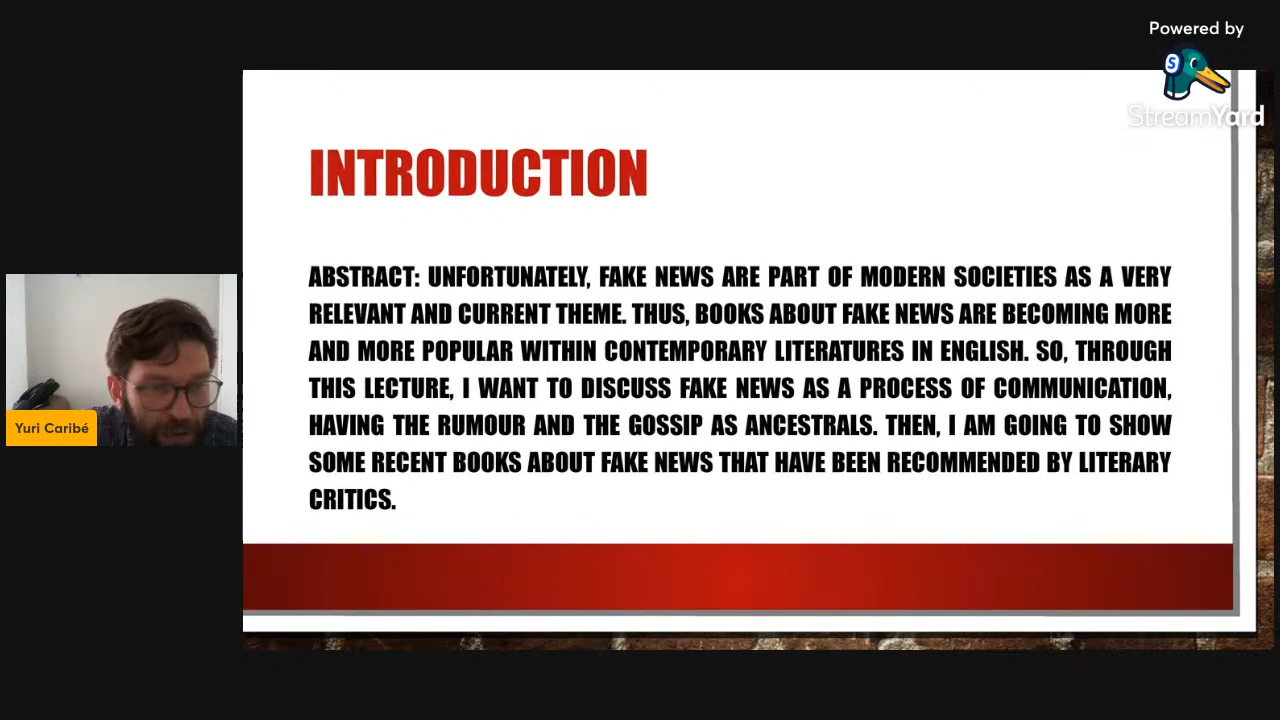 Powered by
StreamYard
INTRODUCTION
ABSTRACT: UNFORTUNATELY, FAKE NEWS ARE PART OF MODERN SOCIETIES AS A VERY
RELEVANT AND CURRENT THEME. THUS, BOOKS ABOUT FAKE NEWS ARE BECOMING MORE
AND MORE POPULAR WITHIN CONTEMPORARY LITERATURES IN ENGLISH. SO, THROUGH
THIS LECTURE, I WANT TO DISCUSS FAKE NEWS AS A PROCESS OF COMMUNICATION,
HAVING THE RUMOUR AND THE GOSSIP AS ANCESTRALS. THEN, I AM GOING TO SHOW
SOME RECENT BOOKS ABOUT FAKE NEWS THAT HAVE BEEN RECOMMENDED BY LITERARY
CRITICS.
Yuri Caribé